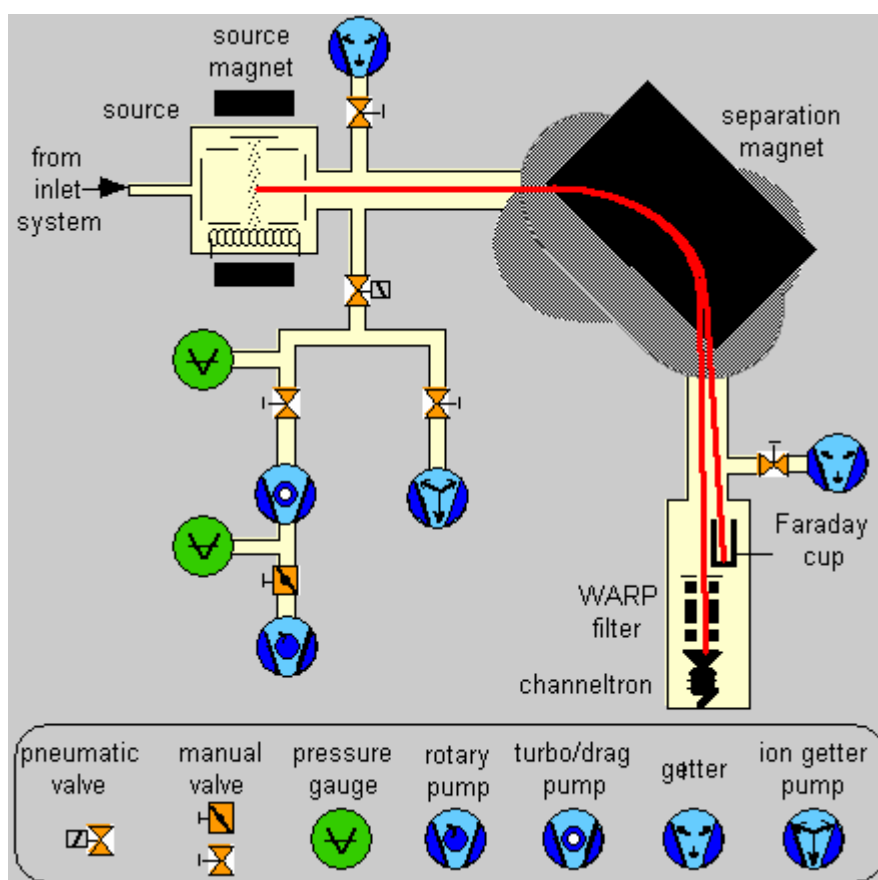 source
magnet
source
separation
magnet
from
inlet
system
Faraday
cup
WARP
filter
channeltron
pneumatic
valve
manual
valve
pressure
gauge
rotary
pump
turbo/drag
pump
getter
ion getter
pump